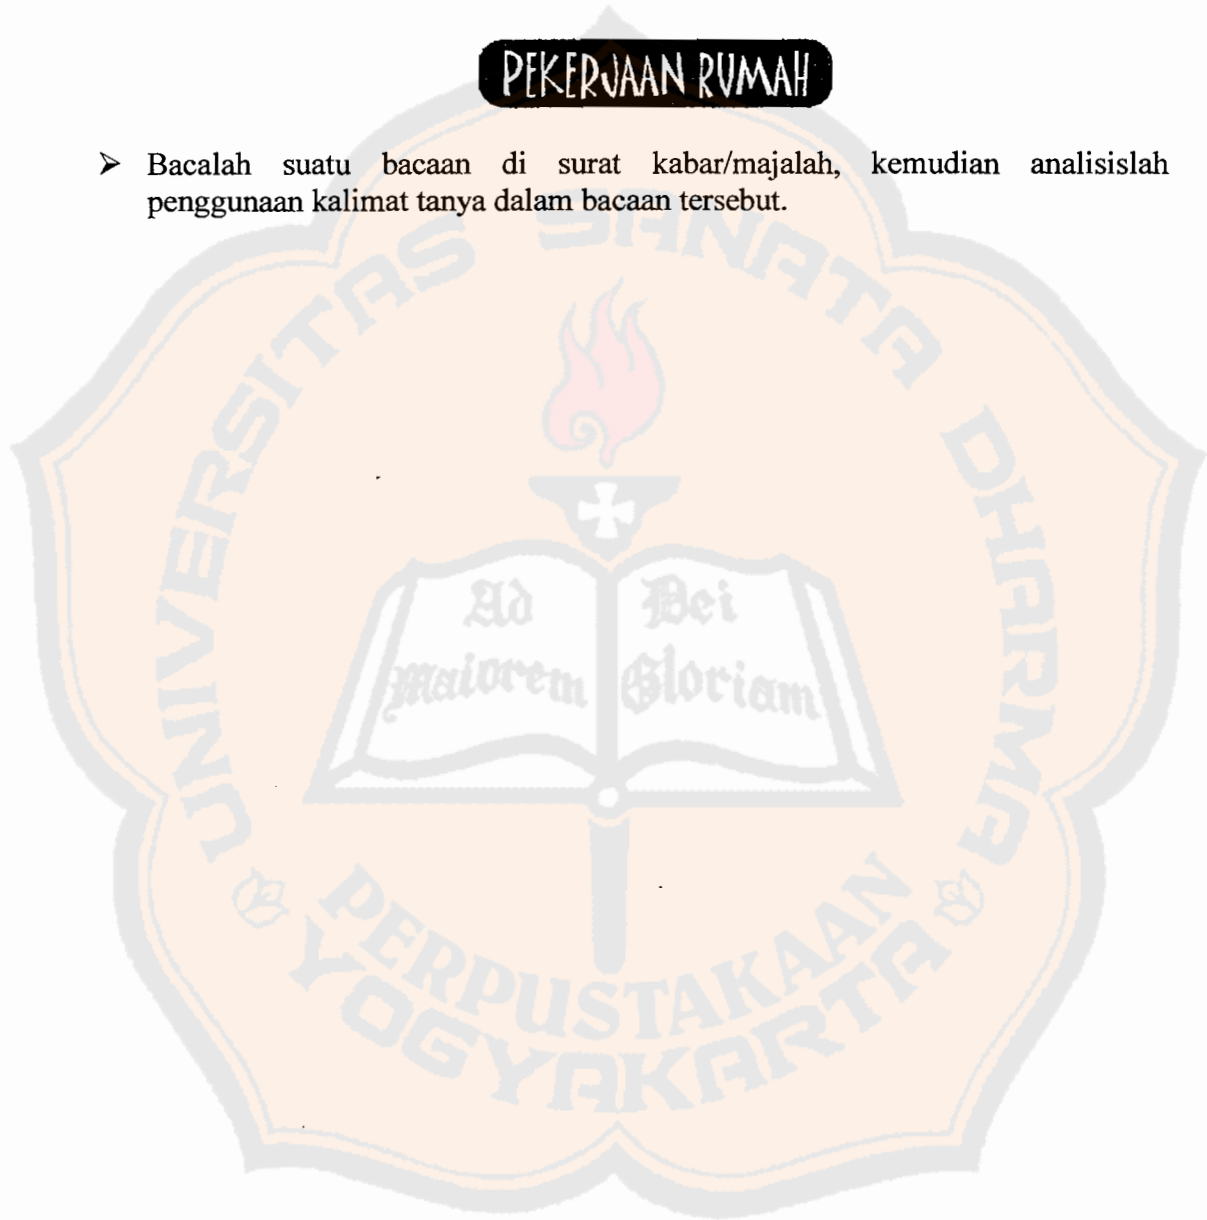 PEKERJAAN RUMAH
➢ Bacalah suatu bacaan di surat kabar/majalah, kemudian analisislah
penggunaan kalimat tanya dalam bacaan tersebut.
UNIVERSITAS SANATA DHARMA
Ad Dei
Maiorem Gloriam
PERPUSTAKAAN
YOGYAKARTA